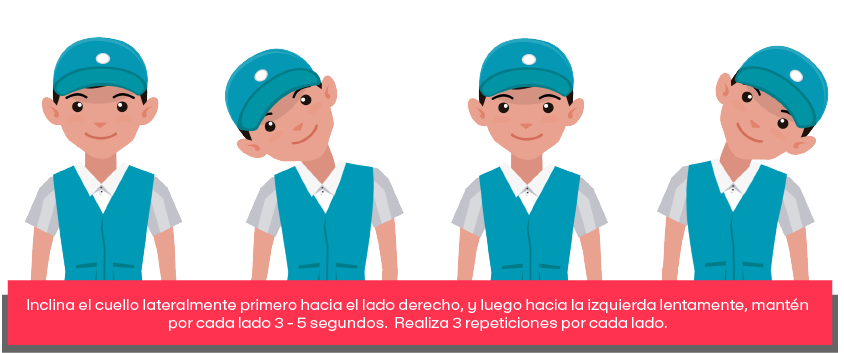 Inclina el cuello lateralmente primero hacia el lado derecho, y luego hacia la izquierda lentamente, mantén
por cada lado 3 - 5 segundos. Realiza 3 repeticiones por cada lado.